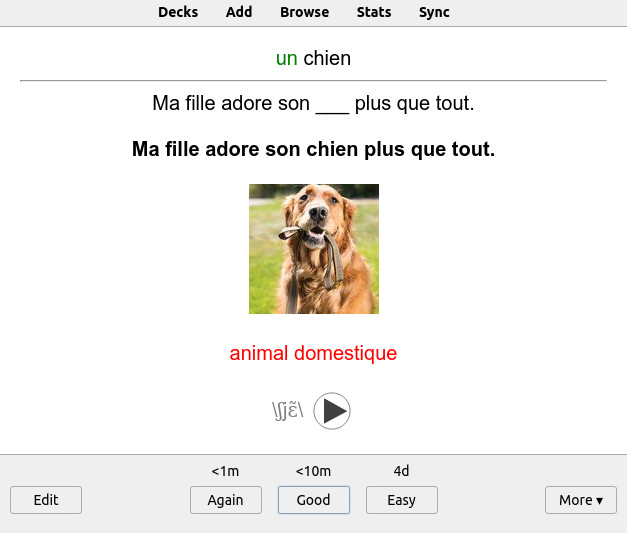 Decks Add Browse Stats Sync
un chien
Ma fille adore son ___ plus que tout.
Ma fille adore son chien plus que tout.
animal domestique
\ʃjɛ̃\
<1m <10m 4d
Edit Again Good Easy More ▾